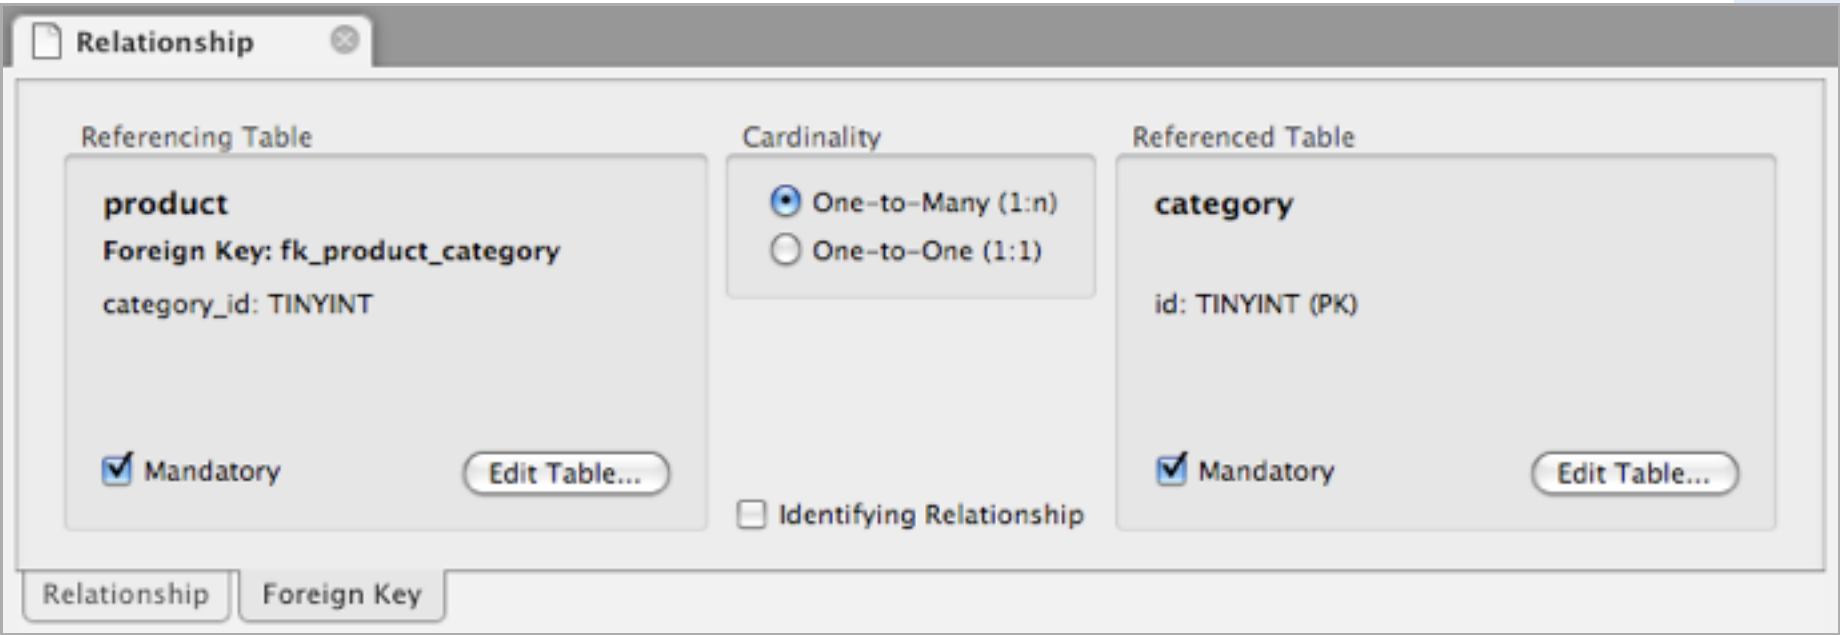 Relationship
Referencing Table
product
Foreign Key: fk_product_category
category_id: TINYINT
Mandatory
Edit Table...
Cardinality
One-to-Many (1:n)
One-to-One (1:1)
Identifying Relationship
Referenced Table
category
id: TINYINT (PK)
Mandatory
Edit Table...
Relationship
Foreign Key